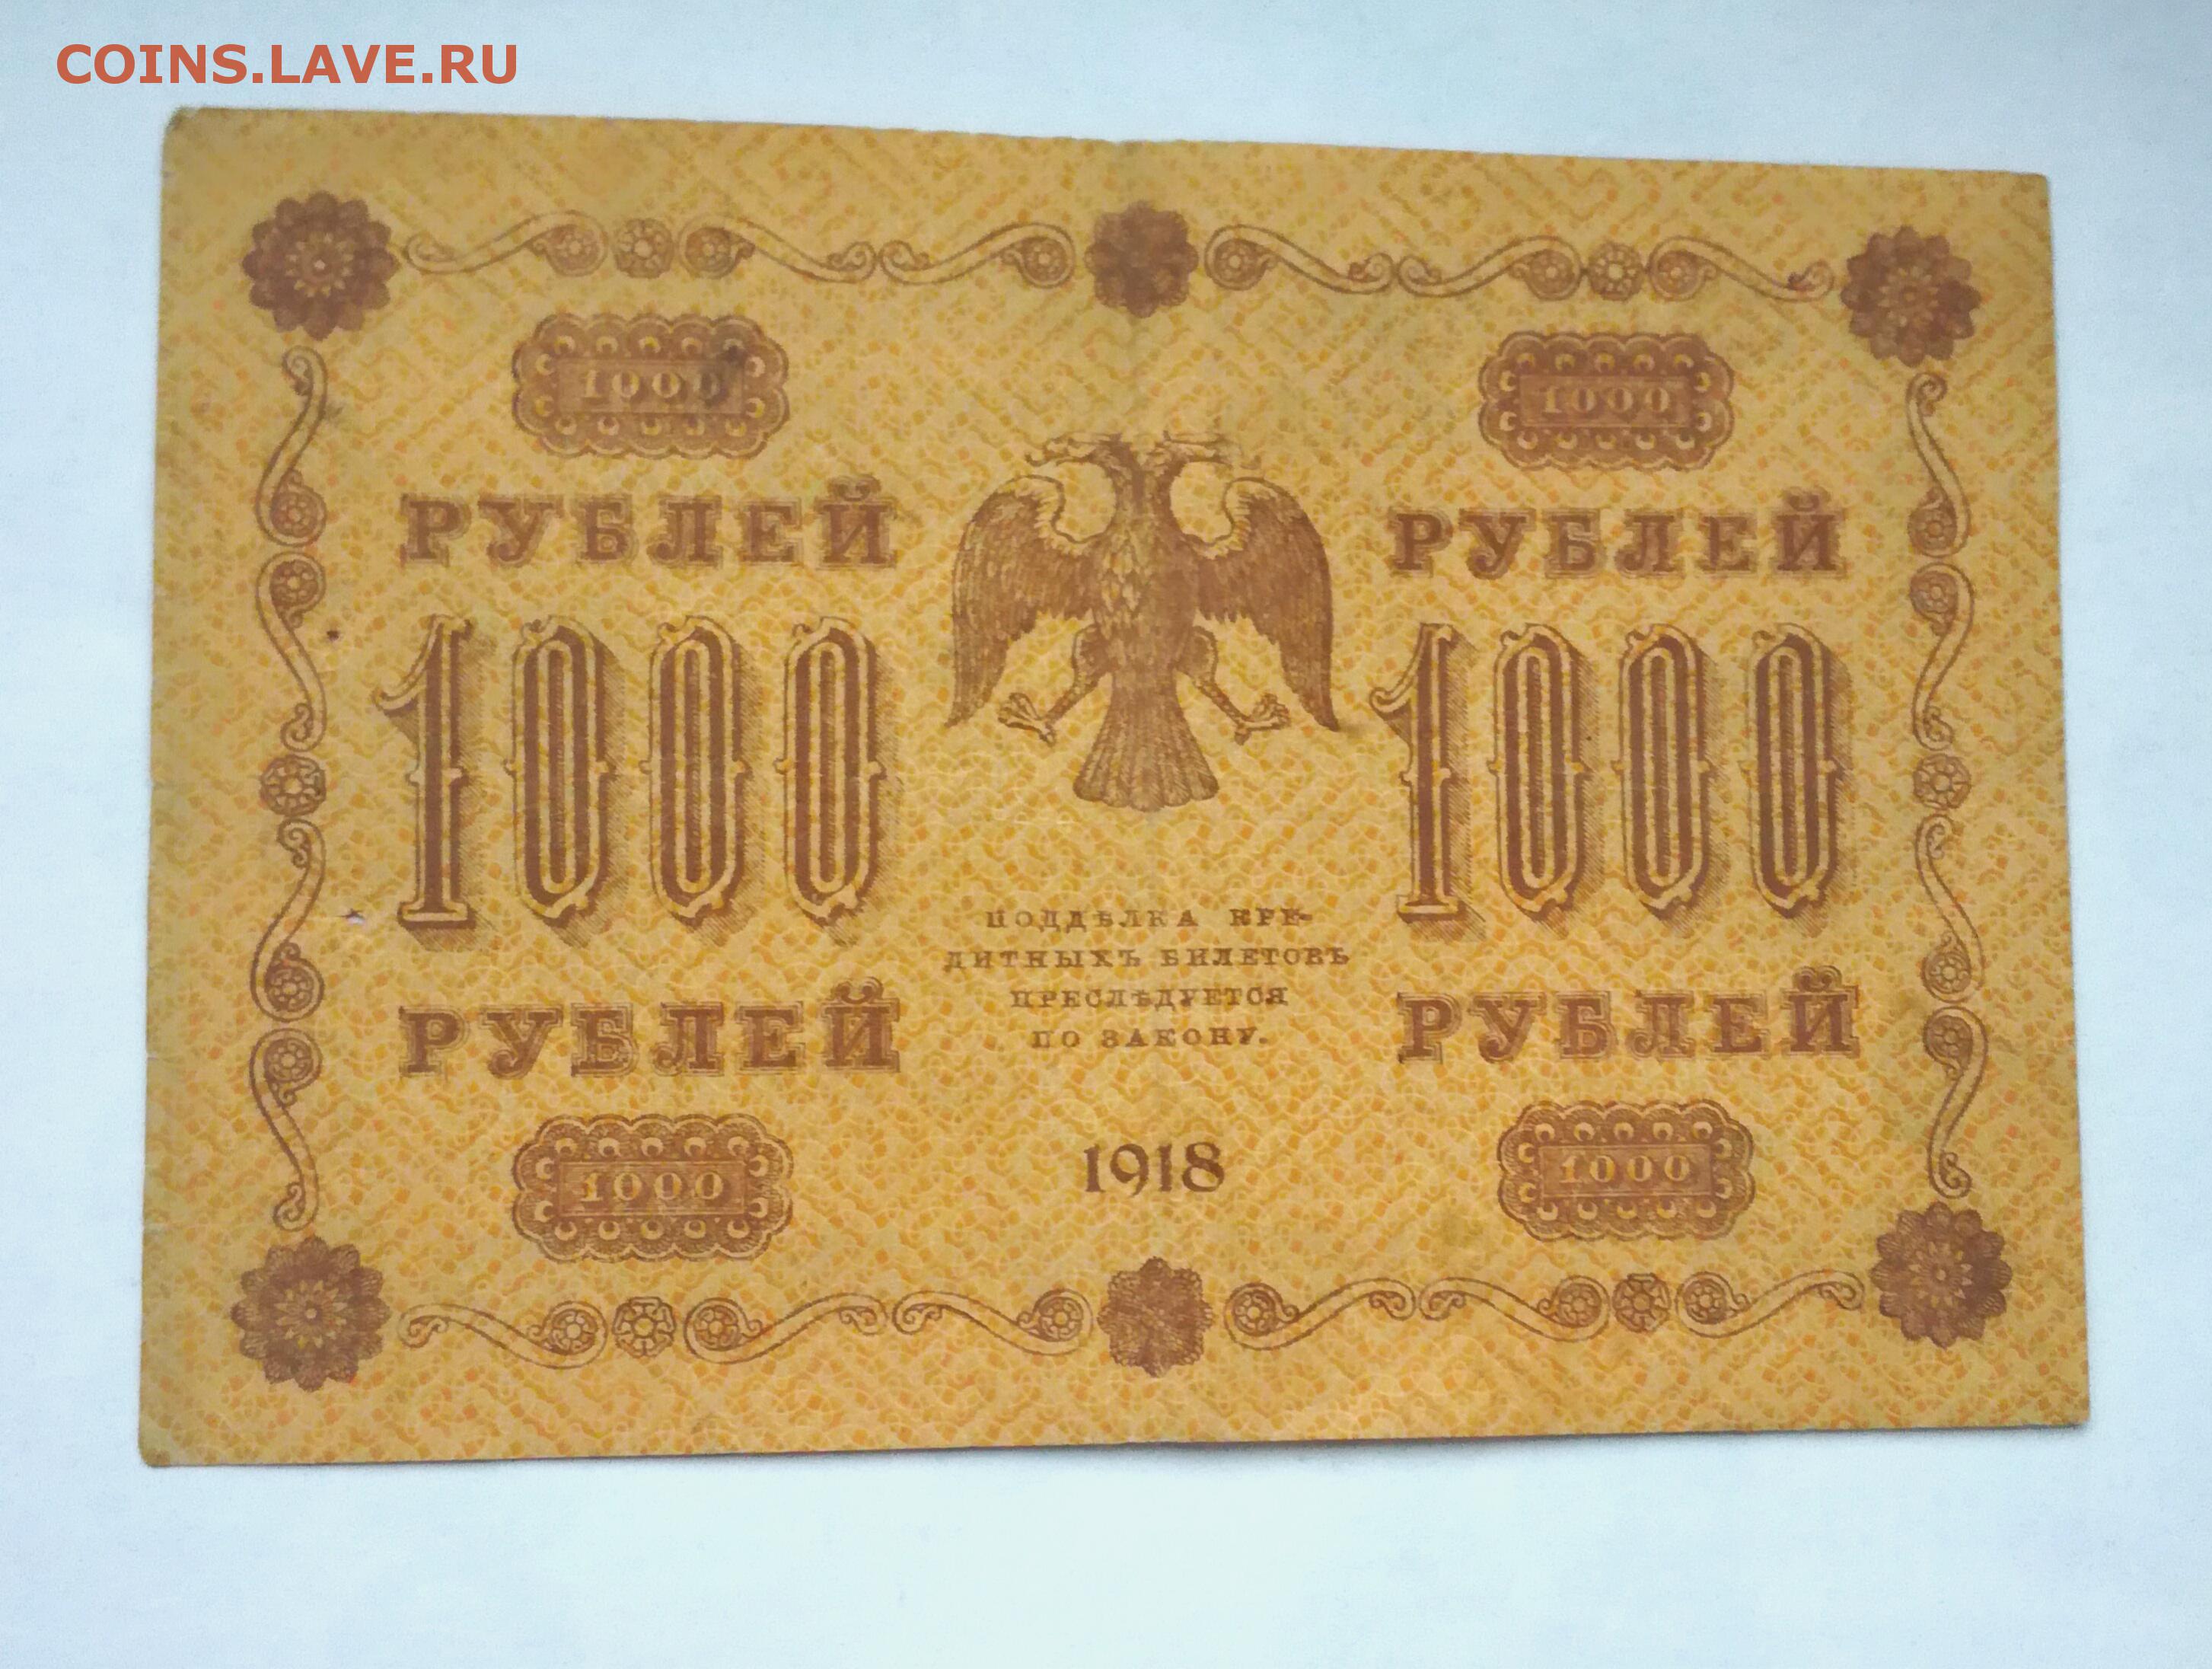 COINS.LAVE.RU
1000 1000
РУБЛЕЙ РУБЛЕЙ
1000 1000
ПОДДѢЛКА КРЕ-
ДИТНЫХЪ БИЛЕТОВЪ
ПРЕСЛѢДУЕТСЯ
ПО ЗАКОНУ.
РУБЛЕЙ РУБЛЕЙ
1000 1918 1000